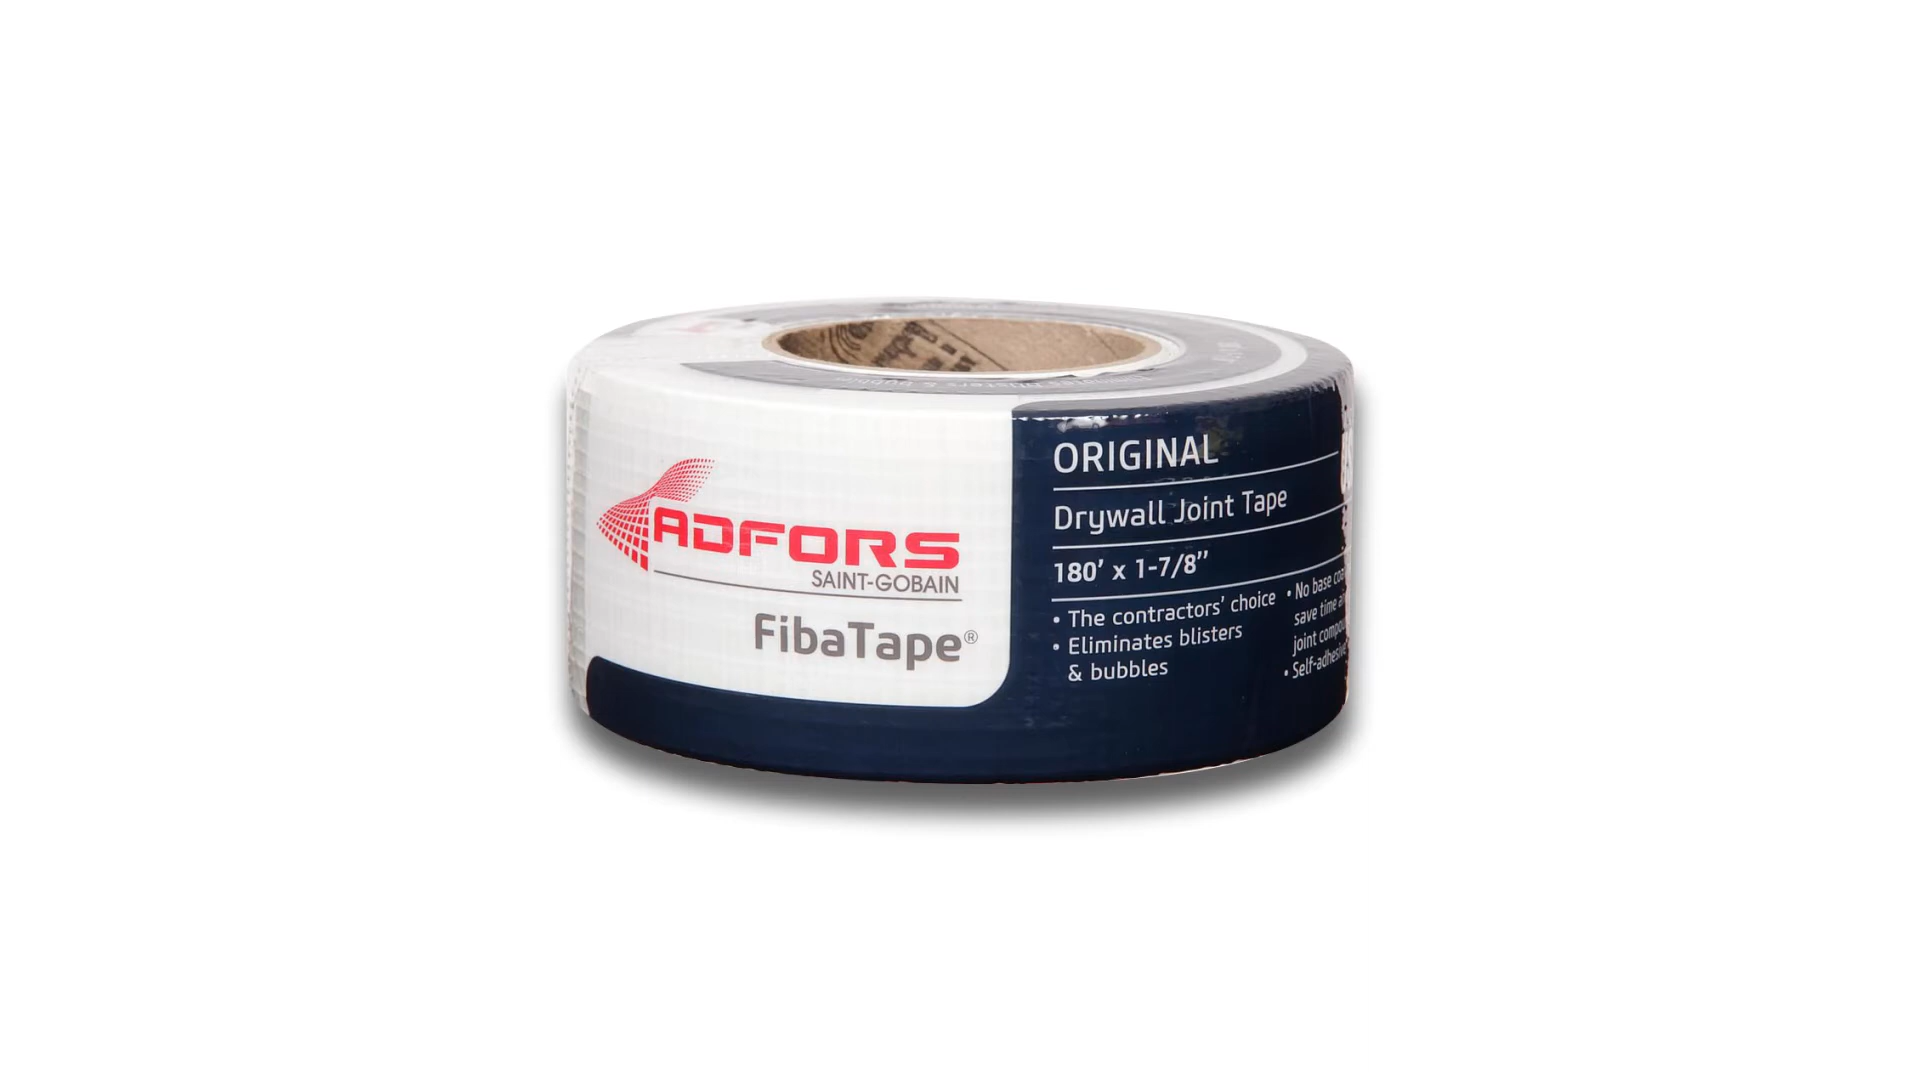 ADFORS
SAINT-GOBAIN
FibaTape®
ORIGINAL
Drywall Joint Tape
180’ x 1-7/8”
• The contractors’ choice
• Eliminates blisters
& bubbles
• No base
save time
joint
• Self-adhesive